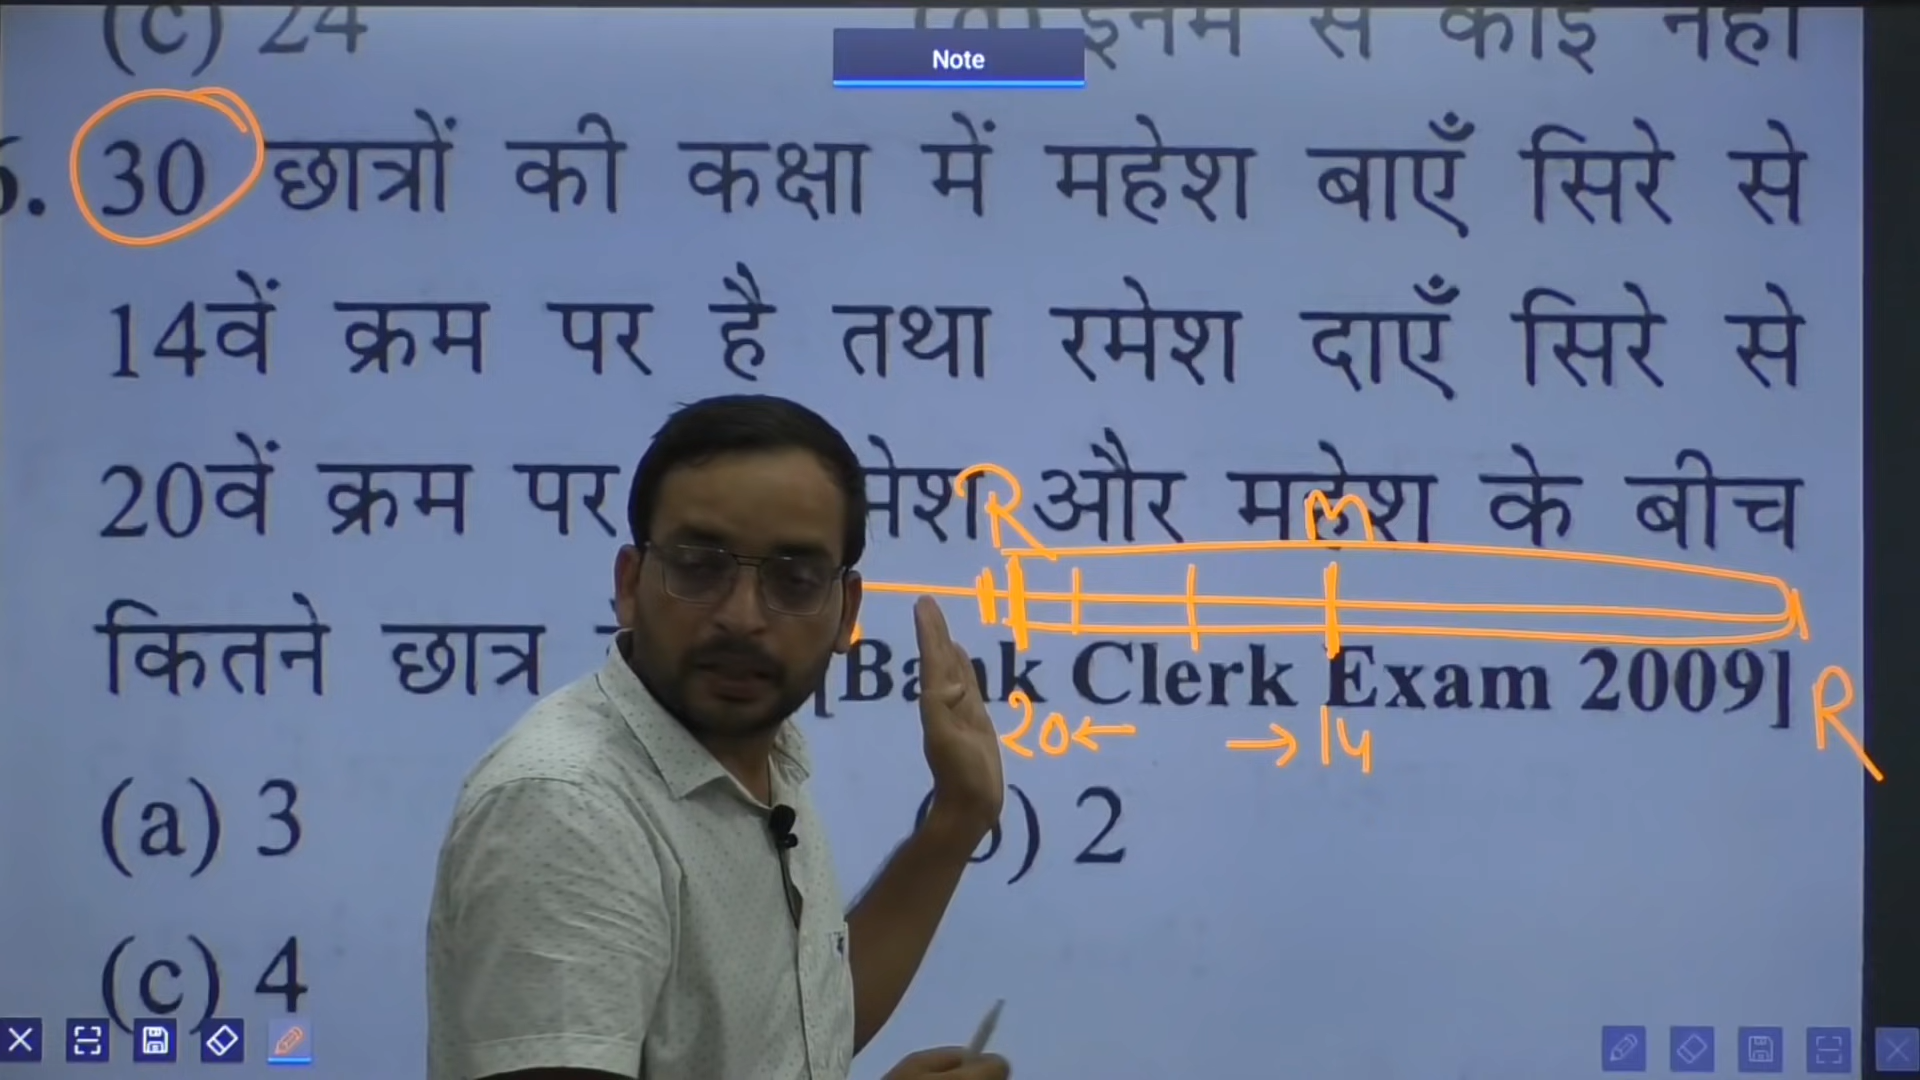 (c) 24
Note
30 छात्रों की कक्षा में महेश बाएँ सिरे से
14वें क्रम पर है तथा रमेश दाएँ सिरे से
20वें क्रम पर और महेश के बीच
R M
कितने छात्र [Bank Clerk Exam 2009]
R
20← →14
(a) 3 2
(c) 4